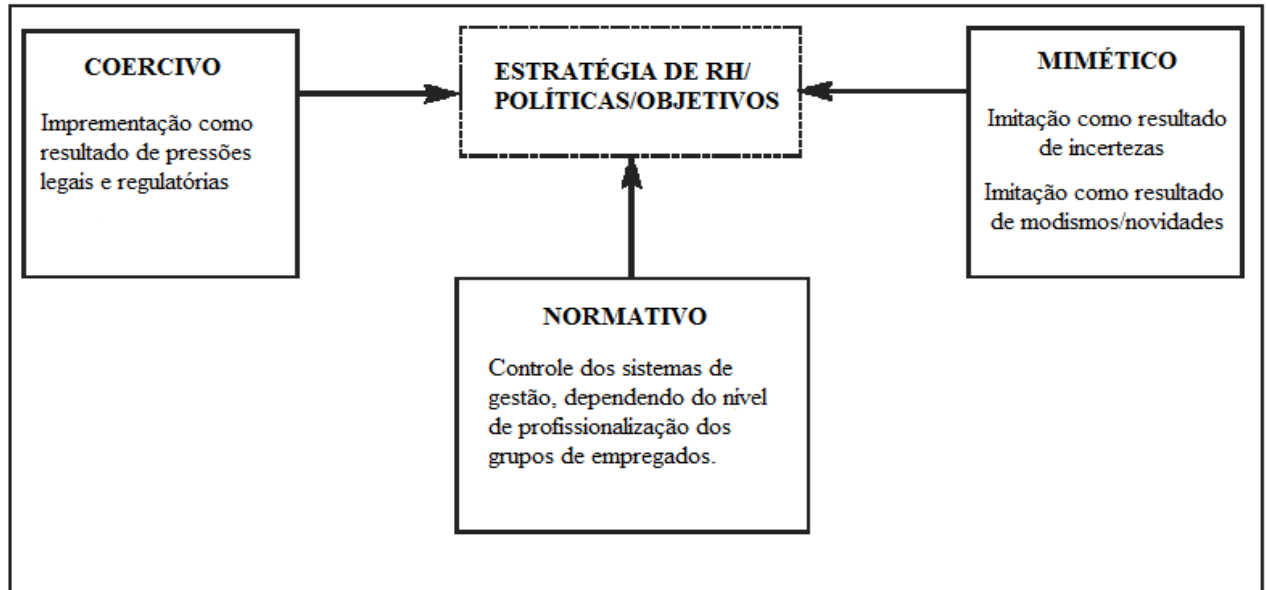 COERCIVO
Imprementação como
resultado de pressões
legais e regulatórias
ESTRATÉGIA DE RH/
POLÍTICAS/OBJETIVOS
MIMÉTICO
Imitação como resultado
de incertezas
Imitação como resultado
de modismos/novidades
NORMATIVO
Controle dos sistemas de
gestão, dependendo do nível
de profissionalização dos
grupos de empregados.